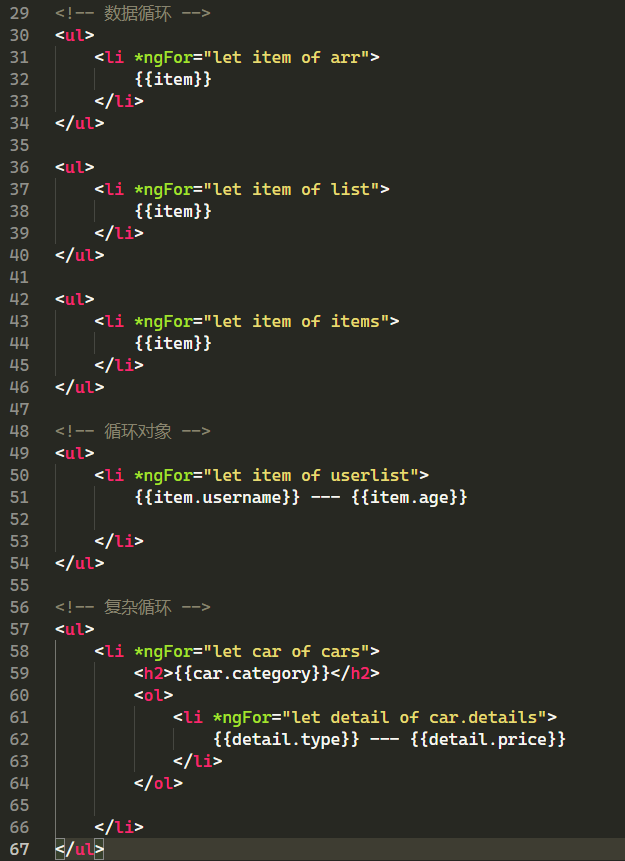 29 <!-- 数据循环 -->
30 <ul>
31     <li *ngFor="let item of arr">
32         {{item}}
33     </li>
34 </ul>
35
36 <ul>
37     <li *ngFor="let item of list">
38         {{item}}
39     </li>
40 </ul>
41
42 <ul>
43     <li *ngFor="let item of items">
44         {{item}}
45     </li>
46 </ul>
47
48 <!-- 循环对象 -->
49 <ul>
50     <li *ngFor="let item of userlist">
51         {{item.username}} --- {{item.age}}
52
53     </li>
54 </ul>
55
56 <!-- 复杂循环 -->
57 <ul>
58     <li *ngFor="let car of cars">
59         <h2>{{car.category}}</h2>
60         <ol>
61             <li *ngFor="let detail of car.details">
62                 {{detail.type}} --- {{detail.price}}
63             </li>
64         </ol>
65
66     </li>
67 </ul>